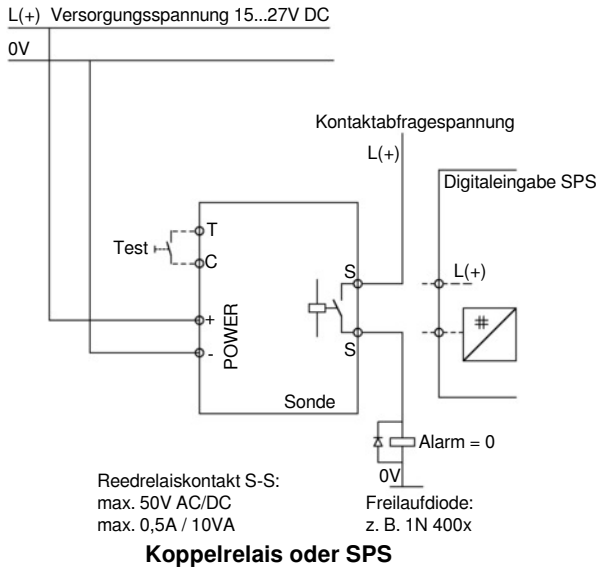 L(+) Versorgungsspannung 15...27V DC
0V
Kontaktabfragespannung
L(+)
Digitaleingabe SPS
T
Test
C
S
L(+)
+
POWER
#
-
S
Sonde
Alarm = 0
0V
Reedrelaiskontakt S-S:
max. 50V AC/DC
max. 0,5A / 10VA
Freilaufdiode:
z. B. 1N 400x
Koppelrelais oder SPS